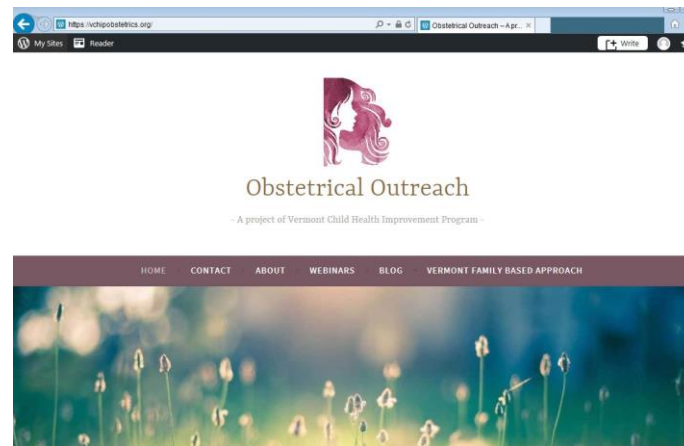 https://vchipobstetrics.org/
Obstetrical Outreach – Apr...
My Sites Reader Write
Obstetrical Outreach
- A project of Vermont Child Health Improvement Program -
HOME CONTACT ABOUT WEBINARS BLOG VERMONT FAMILY BASED APPROACH